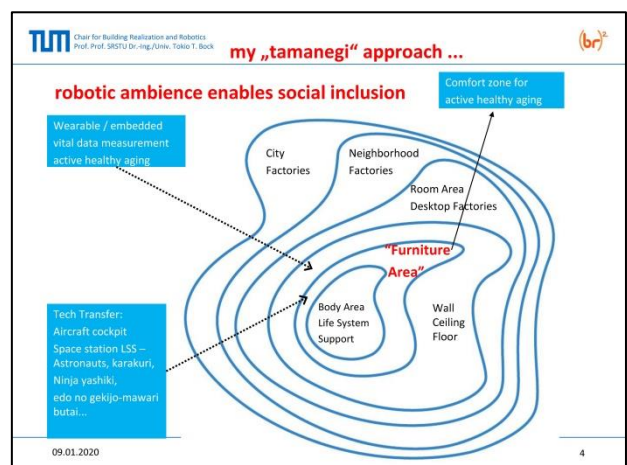 TUM
Chair for Building Realization and Robotics
Prof. Prof. SRSTU Dr.-Ing./Univ. Tokio T. Bock
my „tamanegi“ approach ...
(br)²
robotic ambience enables social inclusion
Comfort zone for
active healthy aging
Wearable / embedded
vital data measurement
active healthy aging
City
Factories
Neighborhood
Factories
Room Area
Desktop Factories
"Furniture
Area"
Body Area
Life System
Support
Wall
Ceiling
Floor
Tech Transfer:
Aircraft cockpit
Space station LSS –
Astronauts, karakuri,
Ninja yashiki,
edo no gekijo-mawari
butai...
09.01.2020
4